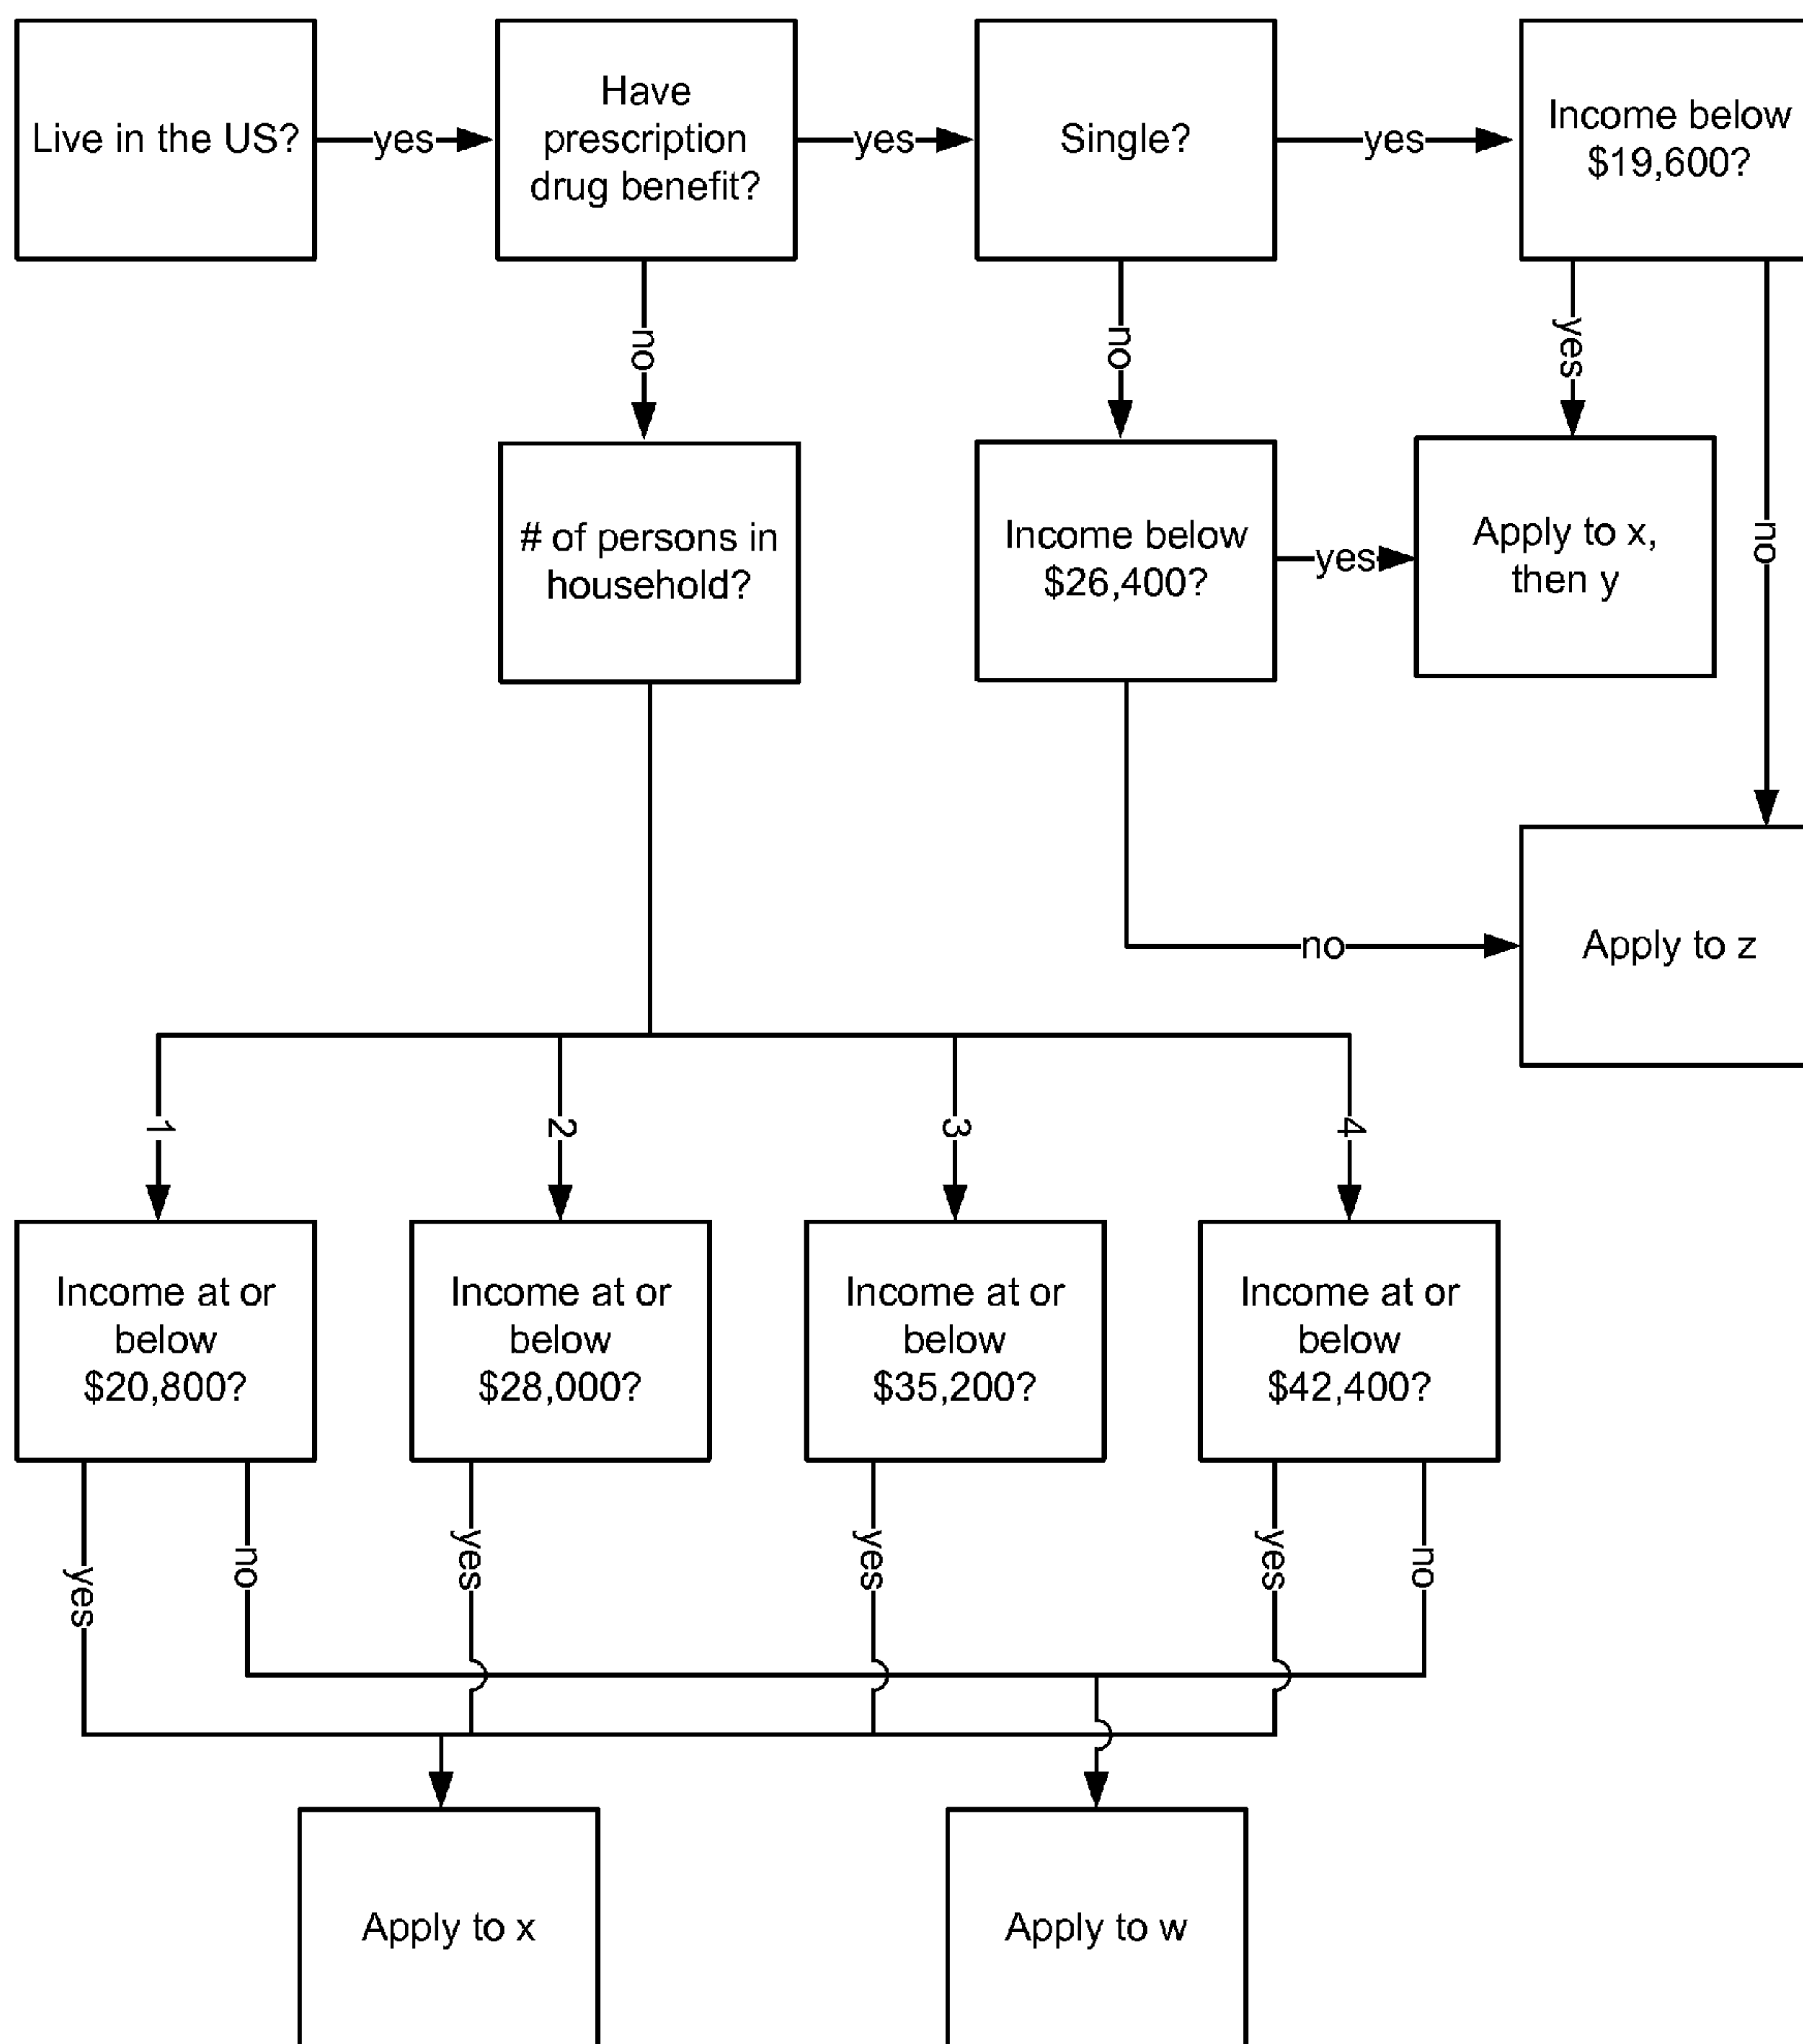 Live in the US?
yes
Have
prescription
drug benefit?
yes
Single?
yes
Income below
$19,600?
no
no
yes
no
# of persons in
household?
Income below
$26,400?
yes
Apply to x,
then y
no
Apply to z
1
2
3
4
Income at or
below
$20,800?
Income at or
below
$28,000?
Income at or
below
$35,200?
Income at or
below
$42,400?
yes
no
yes
yes
yes
no
Apply to x
Apply to w